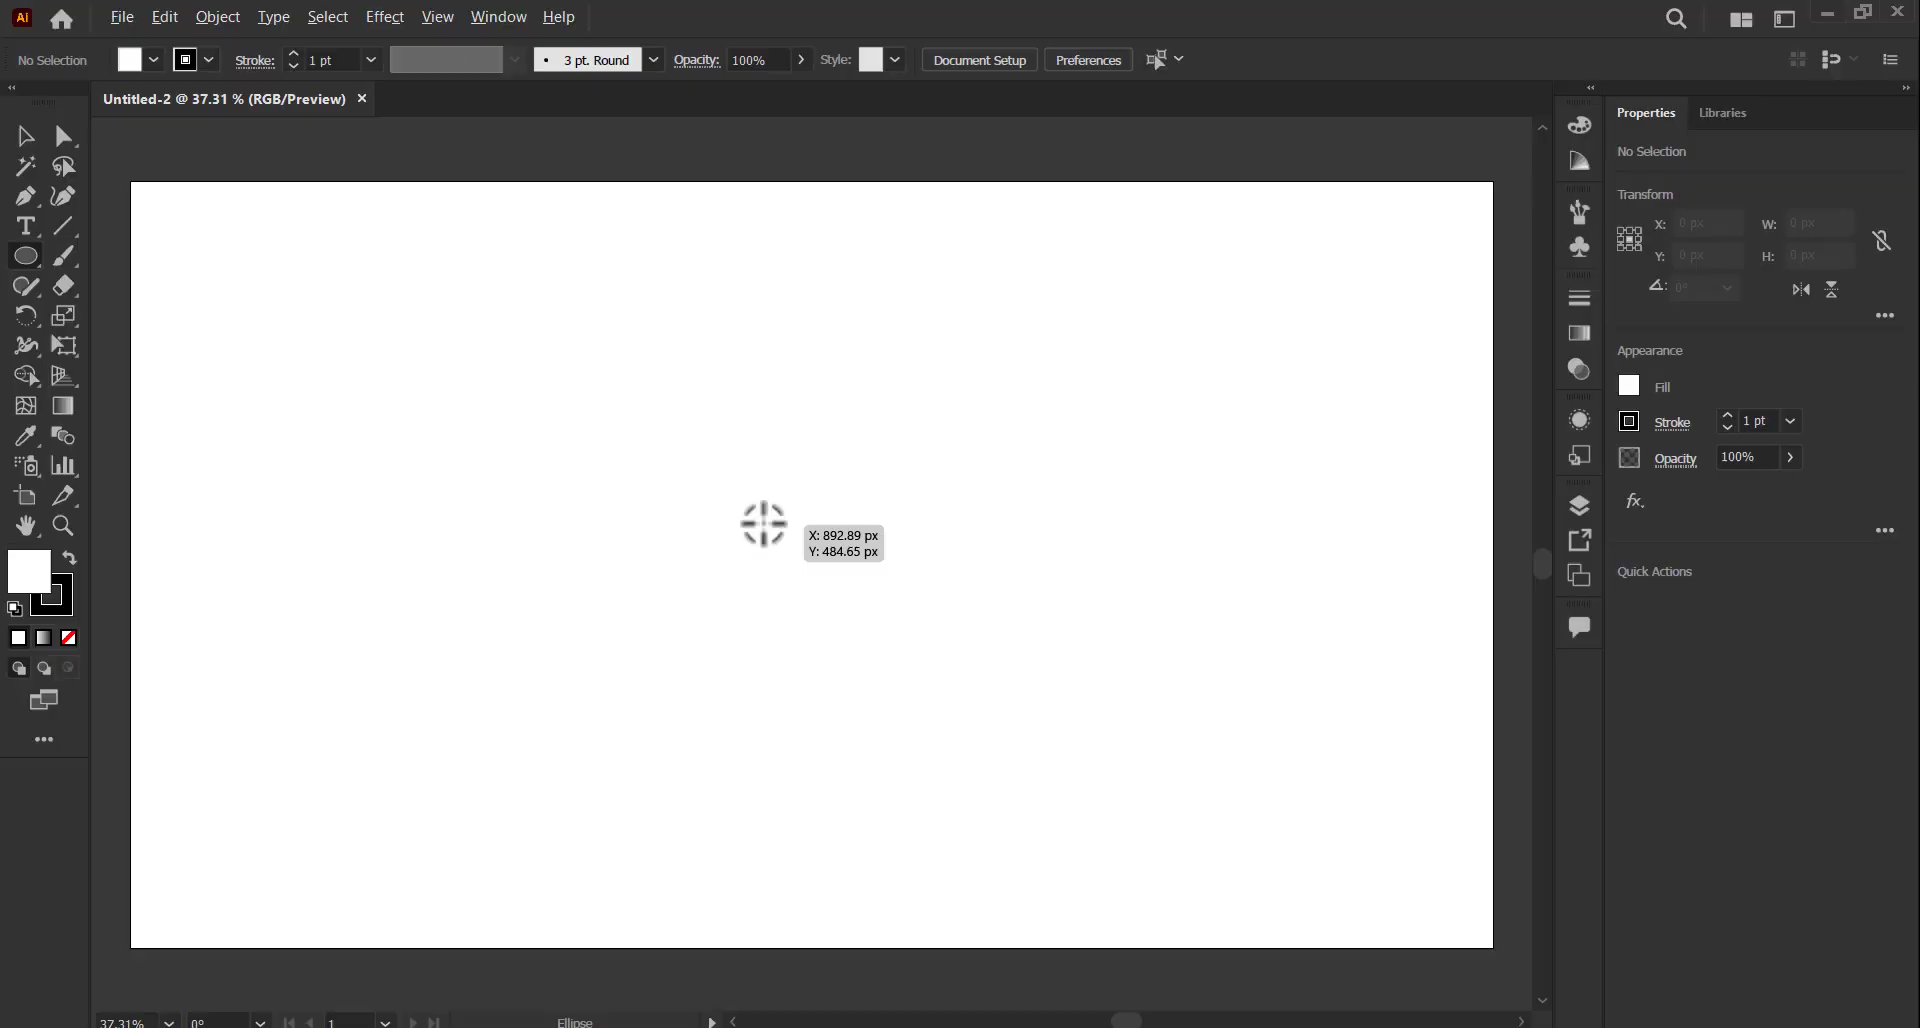 Ai File Edit Object Type Select Effect View Window Help
No Selection Stroke: 1 pt 3 pt. Round Opacity: 100% Style: Document Setup Preferences
Untitled-2 @ 37.31 % (RGB/Preview) ×
Properties Libraries
No Selection
Transform
X: 0 px W: 0 px
Y: 0 px H: 0 px
0°
Appearance
Fill
Stroke 1 pt
Opacity 100%
fx.
Quick Actions
X: 892.89 px
Y: 484.65 px
T
37.31% 0° 1 Ellipse